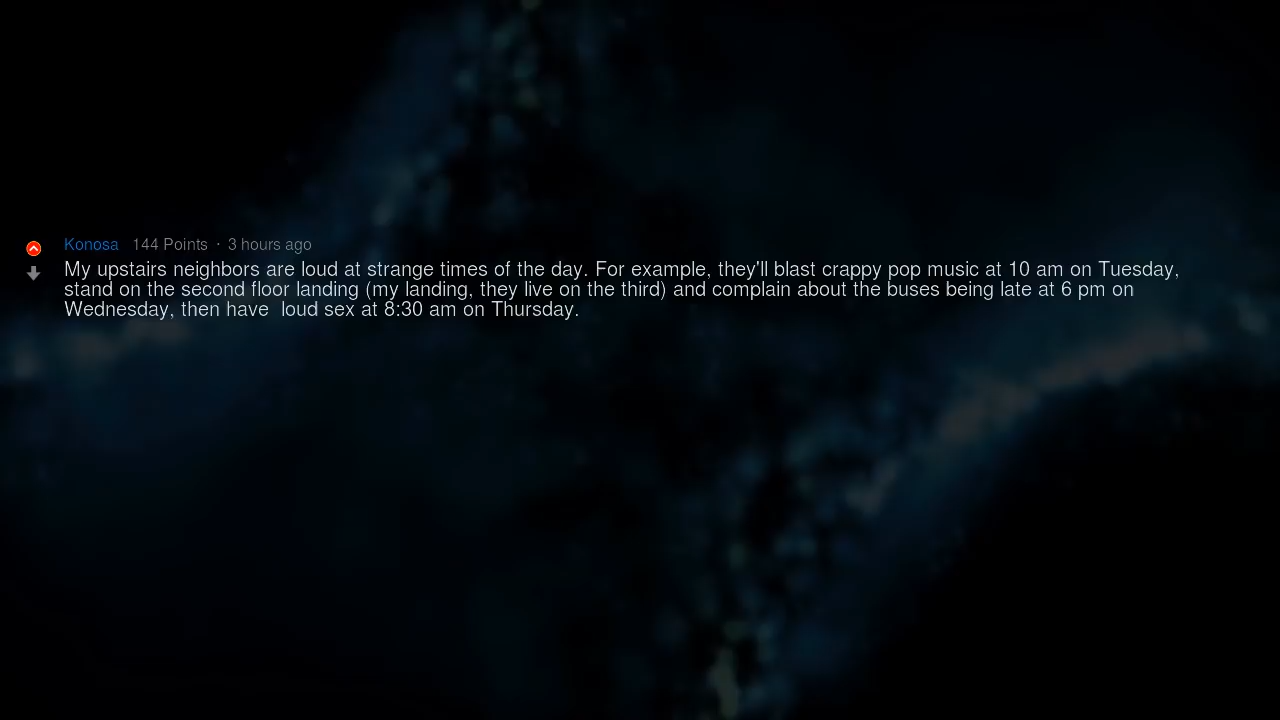 Konosa 144 Points · 3 hours ago
My upstairs neighbors are loud at strange times of the day. For example, they'll blast crappy pop music at 10 am on Tuesday,
stand on the second floor landing (my landing, they live on the third) and complain about the buses being late at 6 pm on
Wednesday, then have  loud sex at 8:30 am on Thursday.